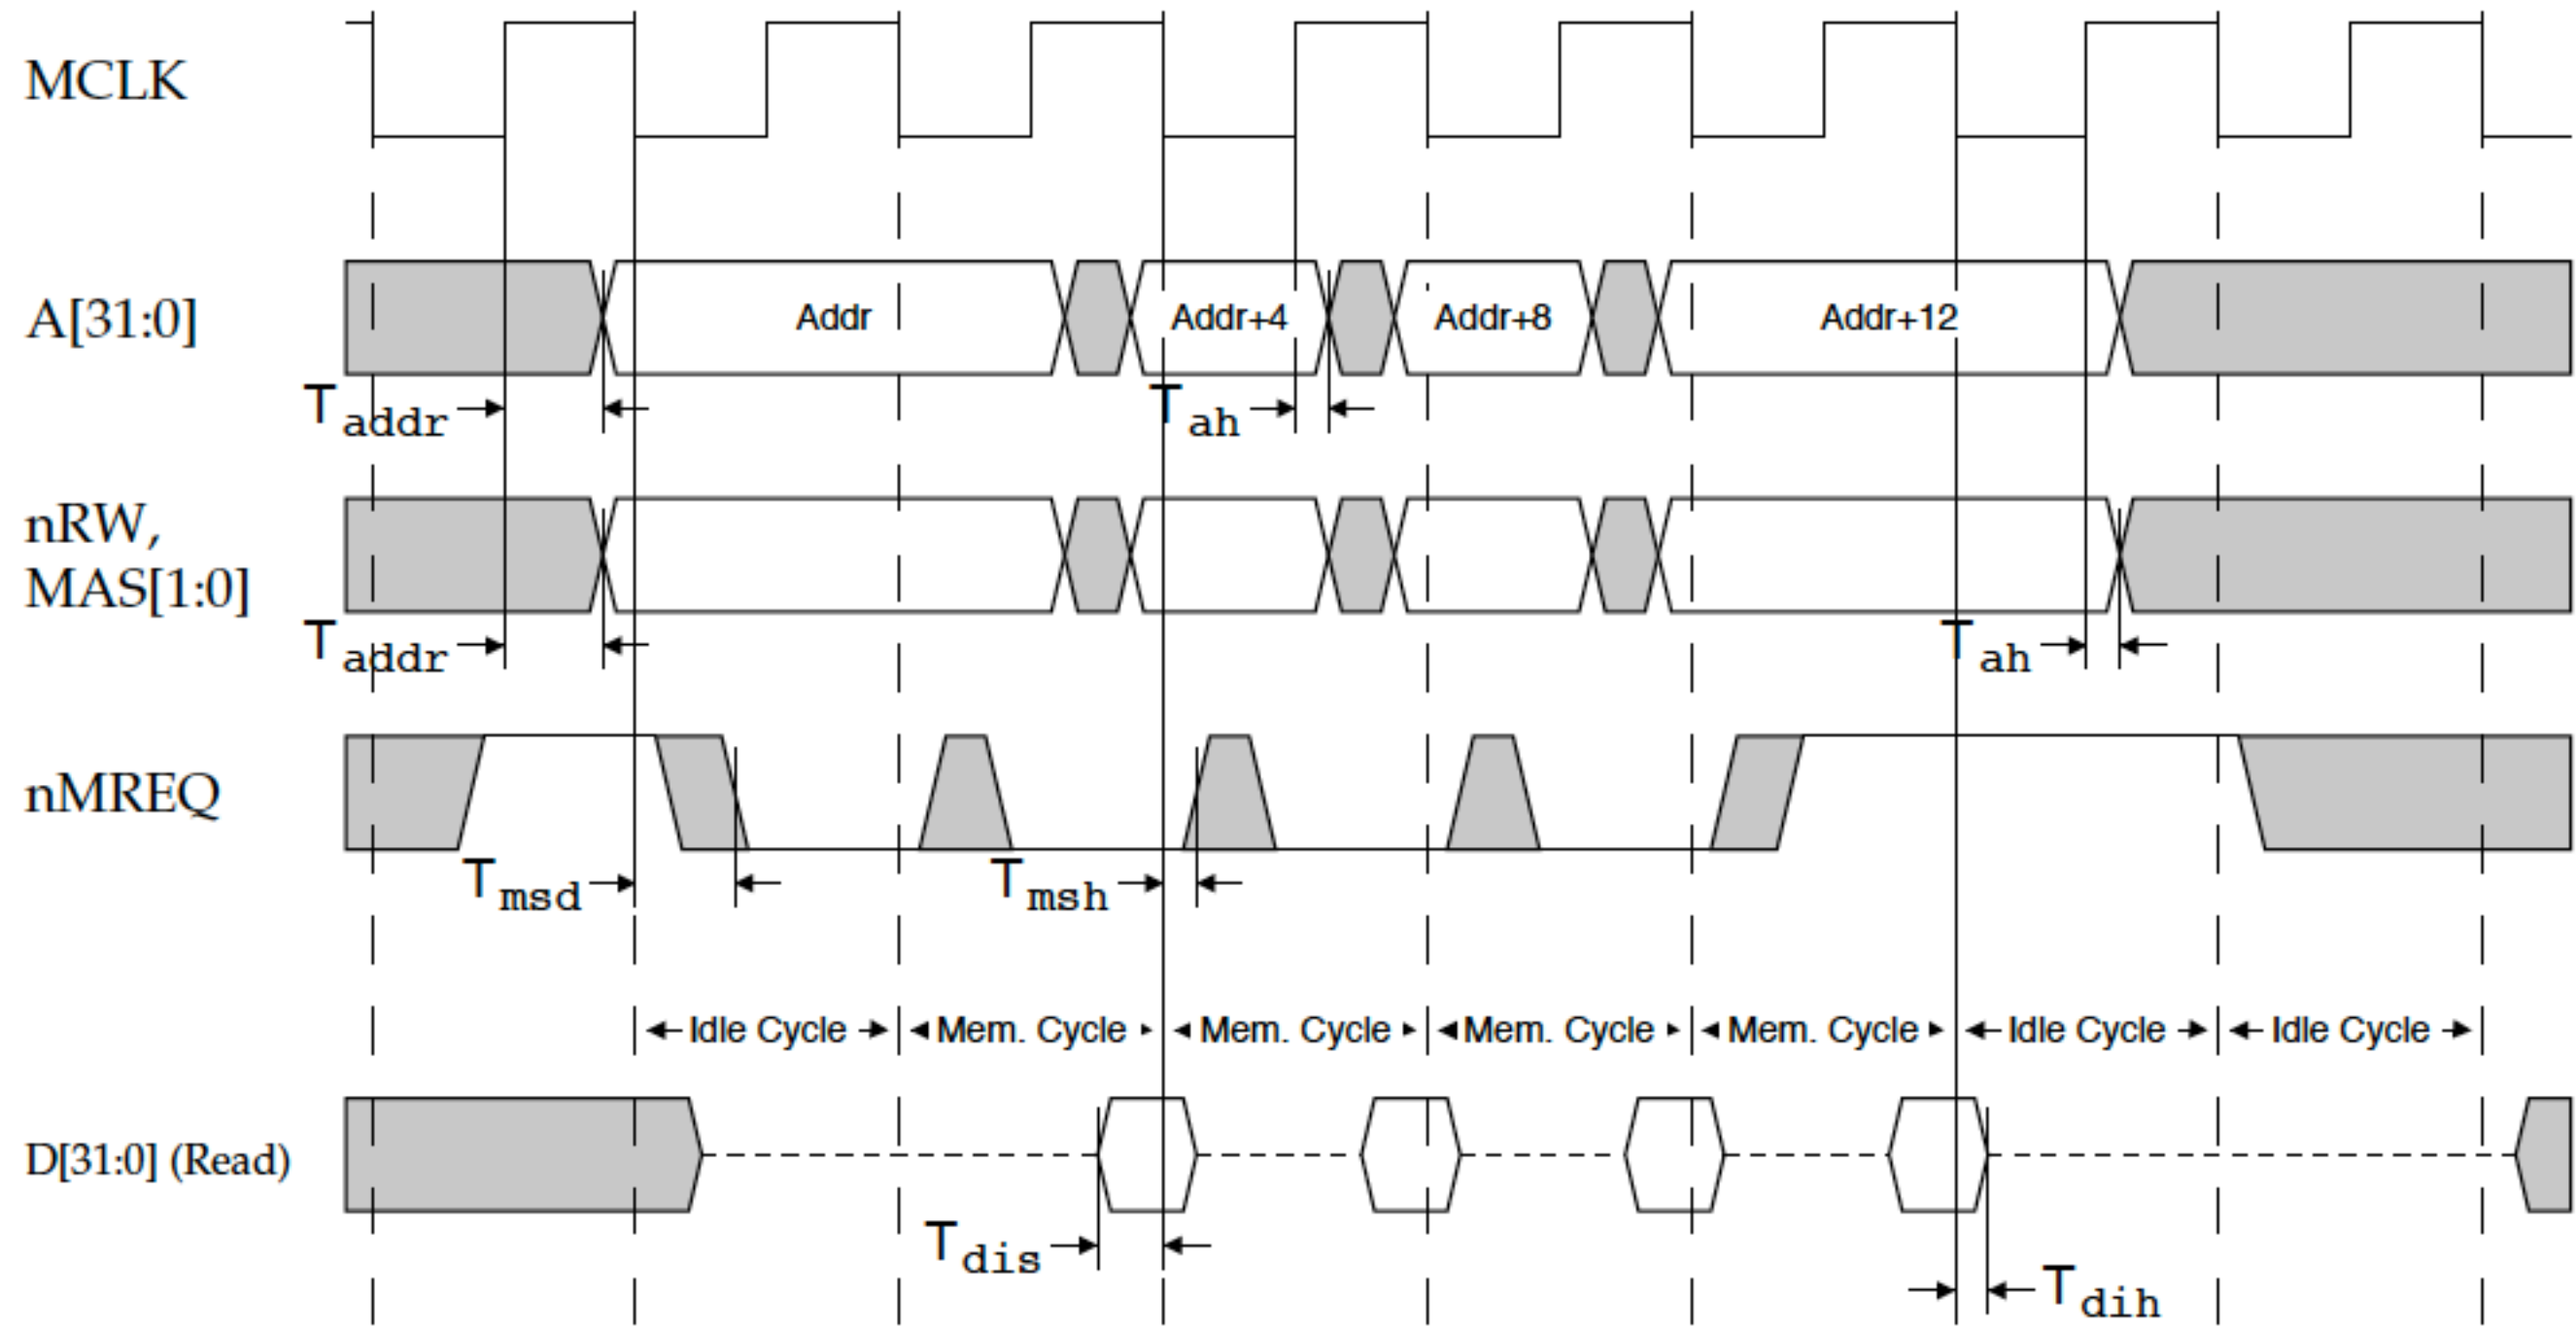 MCLK
A[31:0]
Addr
Addr+4
Addr+8
Addr+12
Taddr
Tah
nRW,
MAS[1:0]
Taddr
Tah
nMREQ
Tmsd
Tmsh
Idle Cycle
Mem. Cycle
Mem. Cycle
Mem. Cycle
Mem. Cycle
Idle Cycle
Idle Cycle
D[31:0] (Read)
Tdis
Tdih